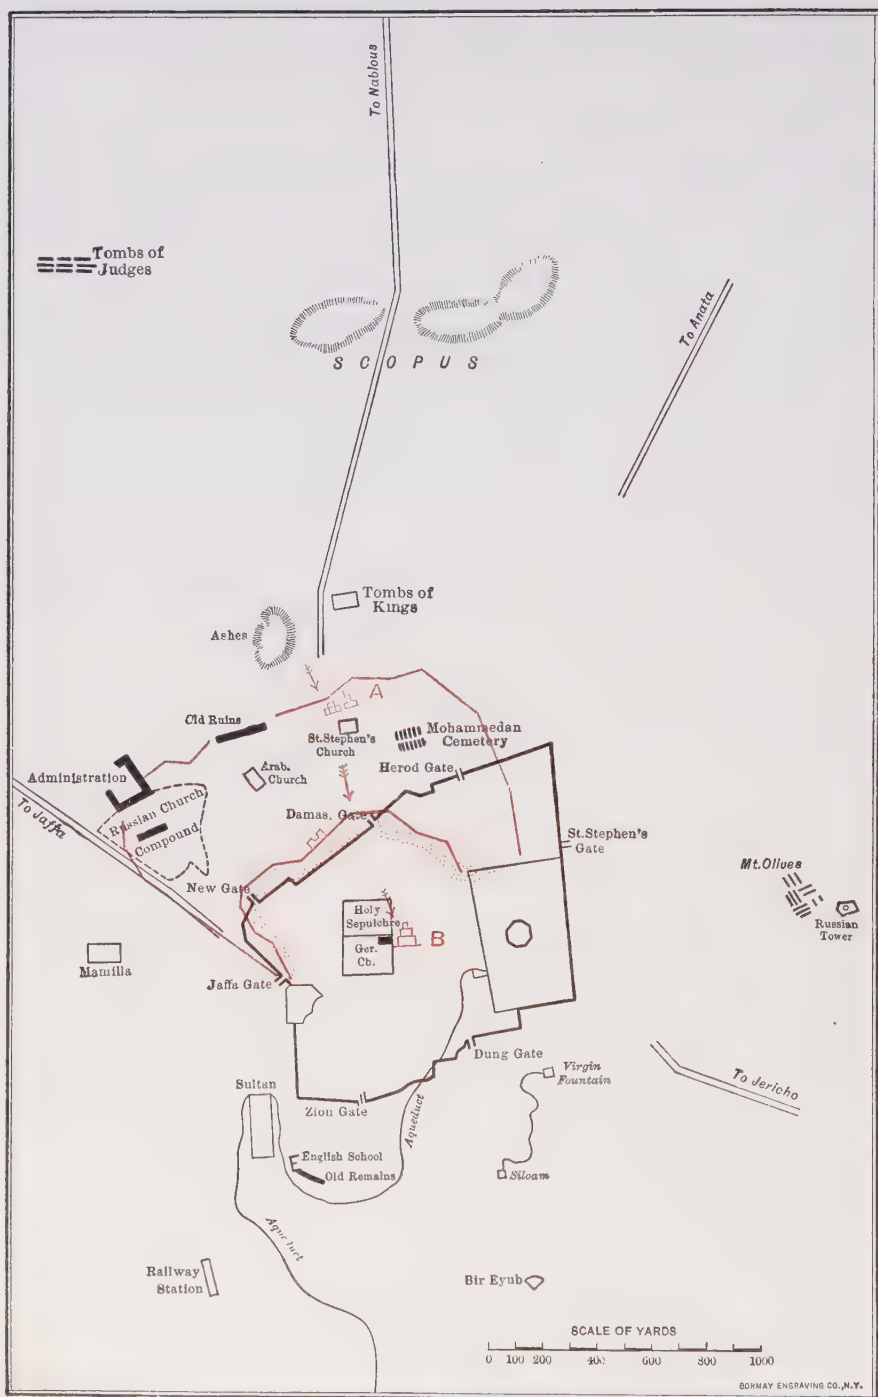 To Nablous
Tombs of
Judges
To Anata
S C O P U S
Tombs of
Kings
Ashes
A
Old Ruins
St. Stephen's
Church
Mohammedan
Cemetery
Arab.
Church
Herod Gate
Administration
Russian Church
Compound
To Jaffa
Damas. Gate
St. Stephen's
Gate
New Gate
Mt. Olives
Holy
Sepulchre
B
Russian
Tower
Ger.
Ch.
Mamilla
Jaffa Gate
Dung Gate
Virgin
Fountain
To Jericho
Sultan
Zion Gate
Aqueduct
English School
Old Remains
Siloam
Aqueduct
Railway
Station
Bir Eyub
SCALE OF YARDS
0 100 200 400 600 800 1000
BORMAY ENGRAVING CO., N.Y.